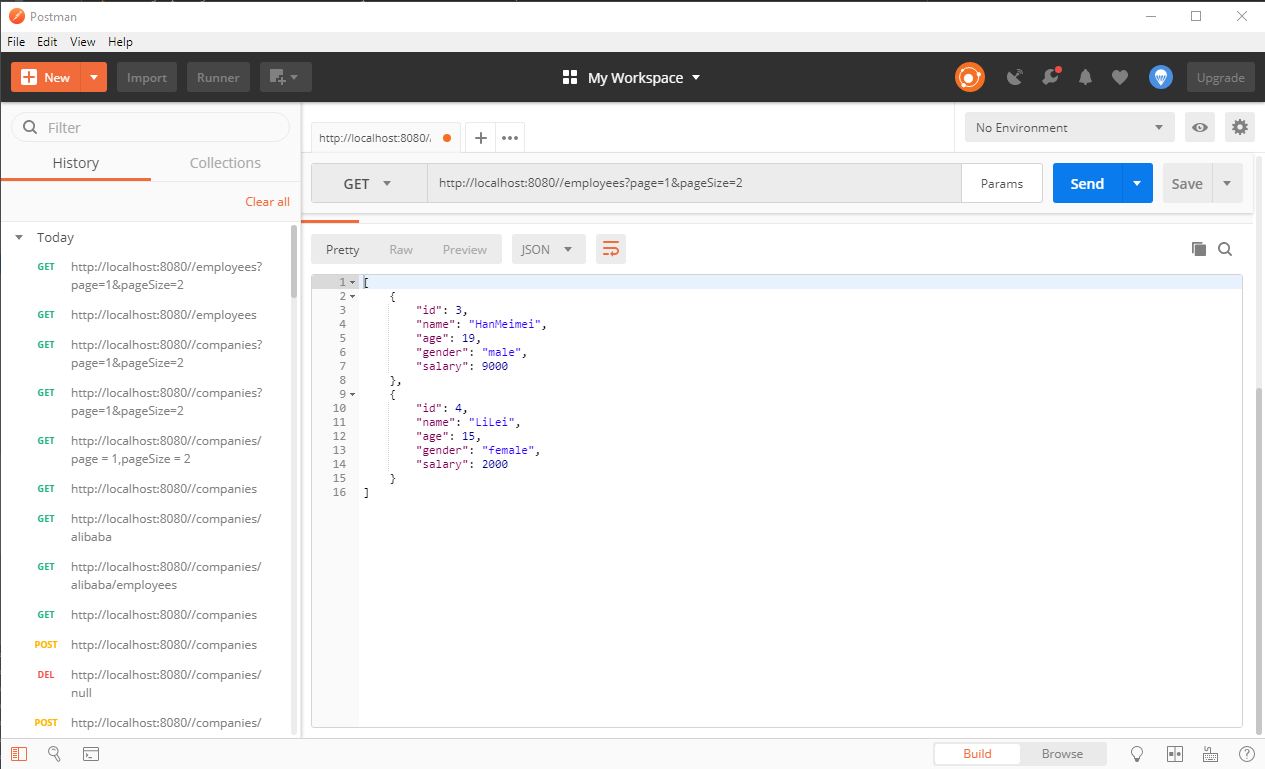 Postman
File Edit View Help
New Import Runner My Workspace Upgrade
Filter
History Collections
Clear all
Today
GET http://localhost:8080//employees?
page=1&pageSize=2
GET http://localhost:8080//employees
GET http://localhost:8080//companies?
page=1&pageSize=2
GET http://localhost:8080//companies?
page=1&pageSize=2
GET http://localhost:8080//companies/
page = 1,pageSize = 2
GET http://localhost:8080//companies
GET http://localhost:8080//companies/
alibaba
GET http://localhost:8080//companies/
alibaba/employees
GET http://localhost:8080//companies
POST http://localhost:8080//companies
DEL http://localhost:8080//companies/
null
POST http://localhost:8080//companies/
http://localhost:8080/
No Environment
GET http://localhost:8080//employees?page=1&pageSize=2 Params Send Save
Pretty Raw Preview JSON
1 [
2 {
3 "id": 3,
4 "name": "HanMeimei",
5 "age": 19,
6 "gender": "male",
7 "salary": 9000
8 },
9 {
10 "id": 4,
11 "name": "LiLei",
12 "age": 15,
13 "gender": "female",
14 "salary": 2000
15 }
16 ]
Build Browse